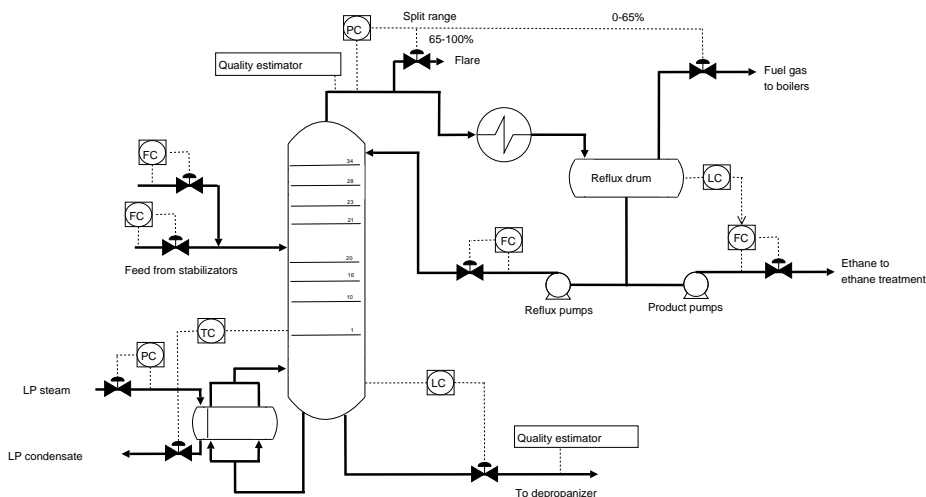 Split range
0-65%
PC
65-100%
Flare
Quality estimator
Fuel gas
to boilers
FC
34
28
23
21
20
16
10
1
Reflux drum
LC
FC
FC
FC
Feed from stabilizators
Ethane to
ethane treatment
Reflux pumps
Product pumps
TC
PC
LP steam
LC
LP condensate
Quality estimator
To depropanizer